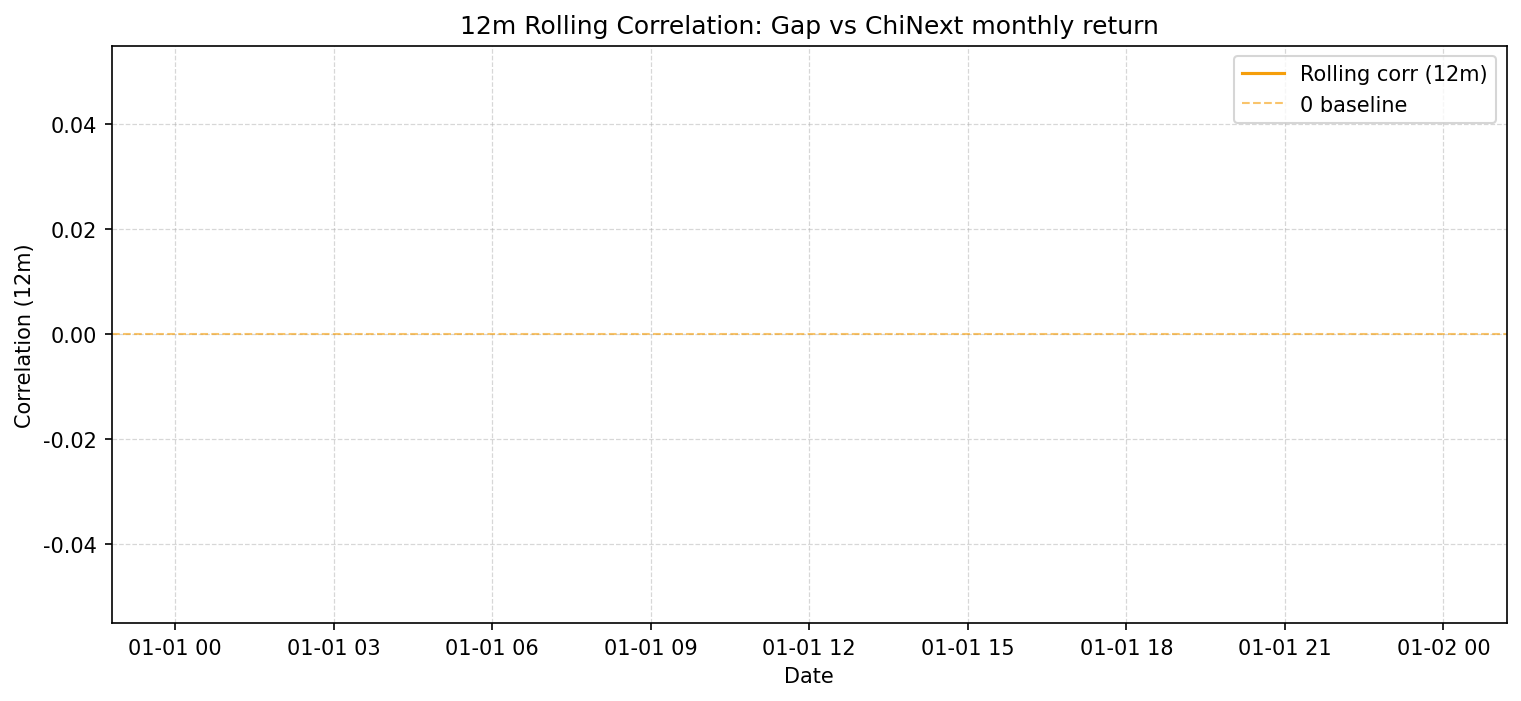 12m Rolling Correlation: Gap vs ChiNext monthly return
Rolling corr (12m)
0 baseline
Correlation (12m)
0.04
0.02
0.00
-0.02
-0.04
01-01 00
01-01 03
01-01 06
01-01 09
01-01 12
01-01 15
01-01 18
01-01 21
01-02 00
Date